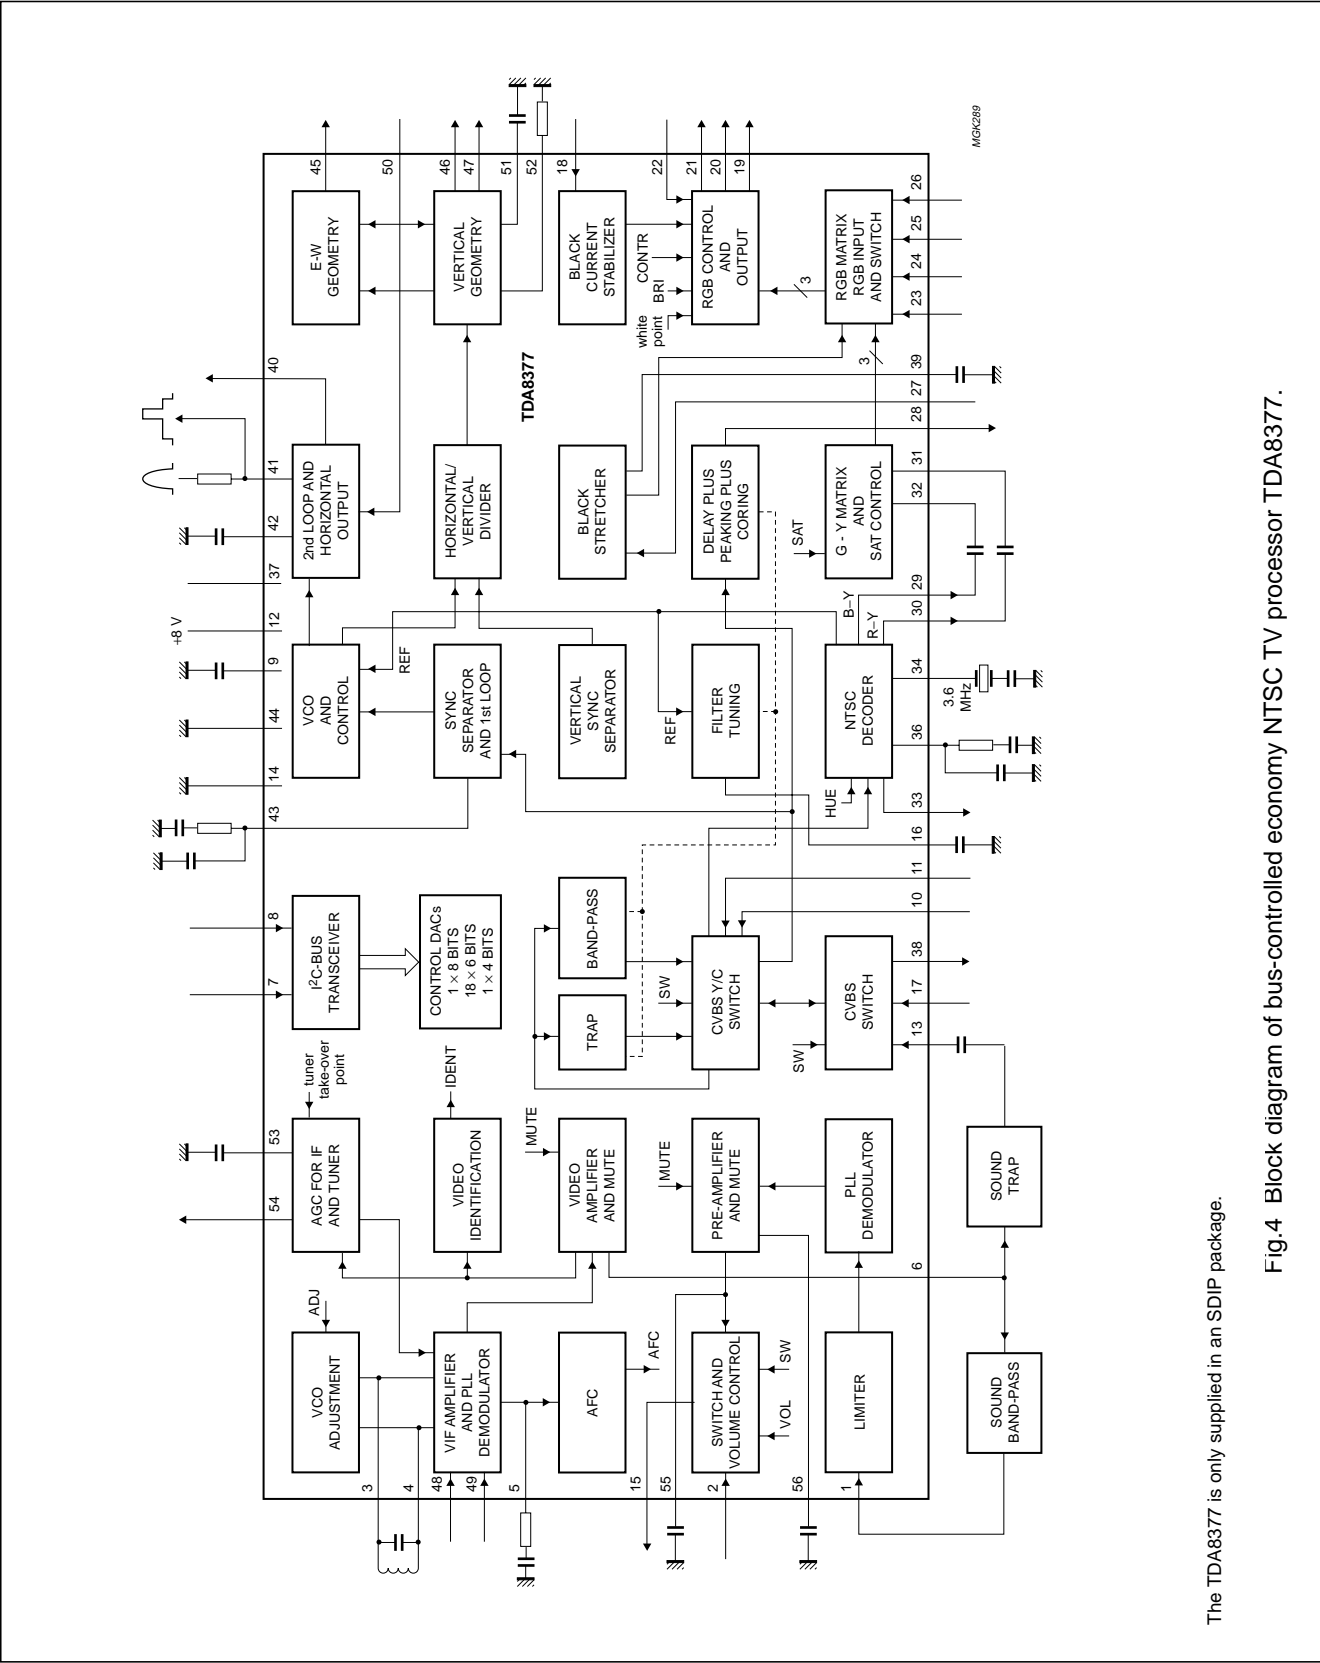 54
53
7
8
43
14
44
9
12
+8 V
37
42
41
40
45
50
46
47
51
52
18
22
21
20
19
VCO
ADJUSTMENT
ADJ
AGC FOR IF
AND TUNER
tuner
take-over
point
I2C-BUS
TRANSCEIVER
VCO
AND
CONTROL
REF
2nd LOOP AND
HORIZONTAL
OUTPUT
E-W
GEOMETRY
3
4
48
49
5
VIF AMPLIFIER
AND PLL
DEMODULATOR
VIDEO
IDENTIFICATION
IDENT
CONTROL DACs
1 × 8 BITS
18 × 6 BITS
1 × 4 BITS
SYNC
SEPARATOR
AND 1st LOOP
HORIZONTAL/
VERTICAL
DIVIDER
VERTICAL
GEOMETRY
TDA8377
AFC
AFC
MUTE
VIDEO
AMPLIFIER
AND MUTE
TRAP
BAND-PASS
VERTICAL
SYNC
SEPARATOR
BLACK
STRETCHER
BLACK
CURRENT
STABILIZER
15
55
2
56
SWITCH AND
VOLUME CONTROL
VOL
SW
MUTE
PRE-AMPLIFIER
AND MUTE
SW
CVBS Y/C
SWITCH
REF
FILTER
TUNING
DELAY PLUS
PEAKING PLUS
CORING
white
point
BRI
CONTR
RGB CONTROL
AND
OUTPUT
3
1
LIMITER
PLL
DEMODULATOR
SW
CVBS
SWITCH
HUE
NTSC
DECODER
B–Y
R–Y
SAT
G - Y MATRIX
AND
SAT CONTROL
3
RGB MATRIX
RGB INPUT
AND SWITCH
6
13
17
38
10
11
16
33
36
34
30
29
32
31
28
27
39
23
24
25
26
3.6
MHz
SOUND
BAND-PASS
SOUND
TRAP
MGK289
The TDA8377 is only supplied in an SDIP package.
Fig.4 Block diagram of bus-controlled economy NTSC TV processor TDA8377.